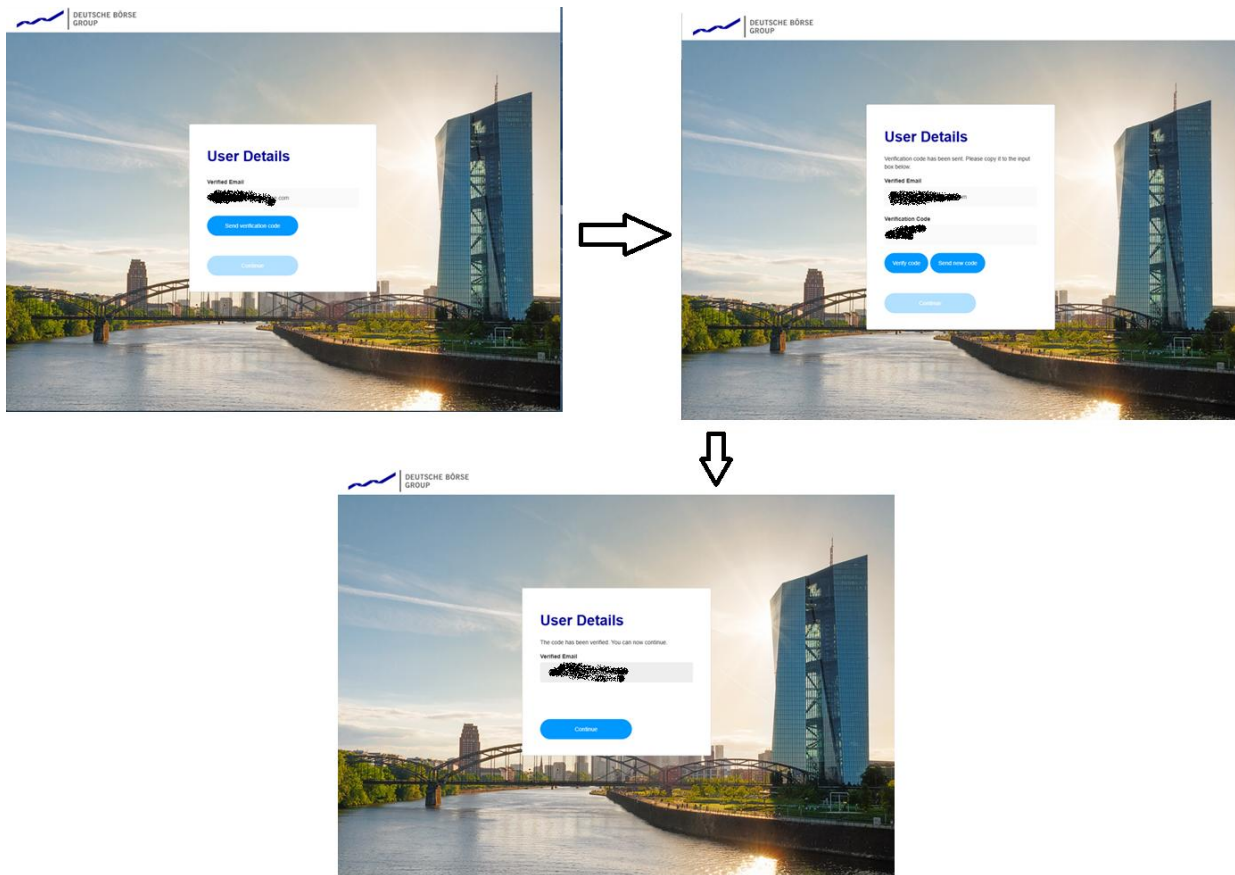 DEUTSCHE BÖRSE
GROUP
User Details
Verified Email
.com
Send verification code
Continue
DEUTSCHE BÖRSE
GROUP
User Details
Verification code has been sent. Please copy it to the input
box below.
Verified Email
Verification Code
Verify code
Send new code
Continue
DEUTSCHE BÖRSE
GROUP
User Details
The code has been verified. You can now continue.
Verified Email
Continue